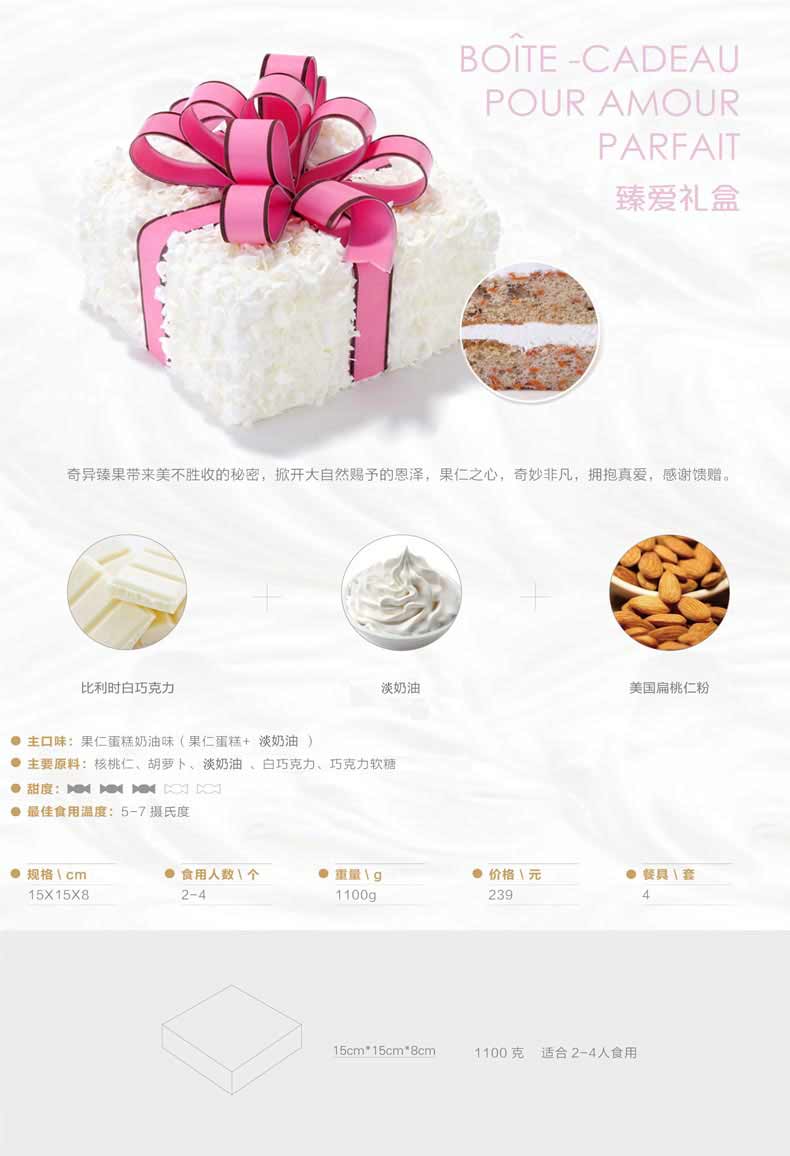 BOÎTE -CADEAU
POUR AMOUR
PARFAIT
臻爱礼盒
奇异臻果带来美不胜收的秘密，掀开大自然赐予的恩泽，果仁之心，奇妙非凡，拥抱真爱，感谢馈赠。
比利时白巧克力 淡奶油 美国扁桃仁粉
主口味：果仁蛋糕奶油味（果仁蛋糕+ 淡奶油 ）
主要原料：核桃仁、胡萝卜、淡奶油 、白巧克力、巧克力软糖
甜度：
最佳食用温度：5-7 摄氏度
规格 \ cm 食用人数 \ 个 重量 \ g 价格 \ 元 餐具 \ 套
15X15X8 2-4 1100g 239 4
15cm*15cm*8cm 1100 克 适合 2-4人食用